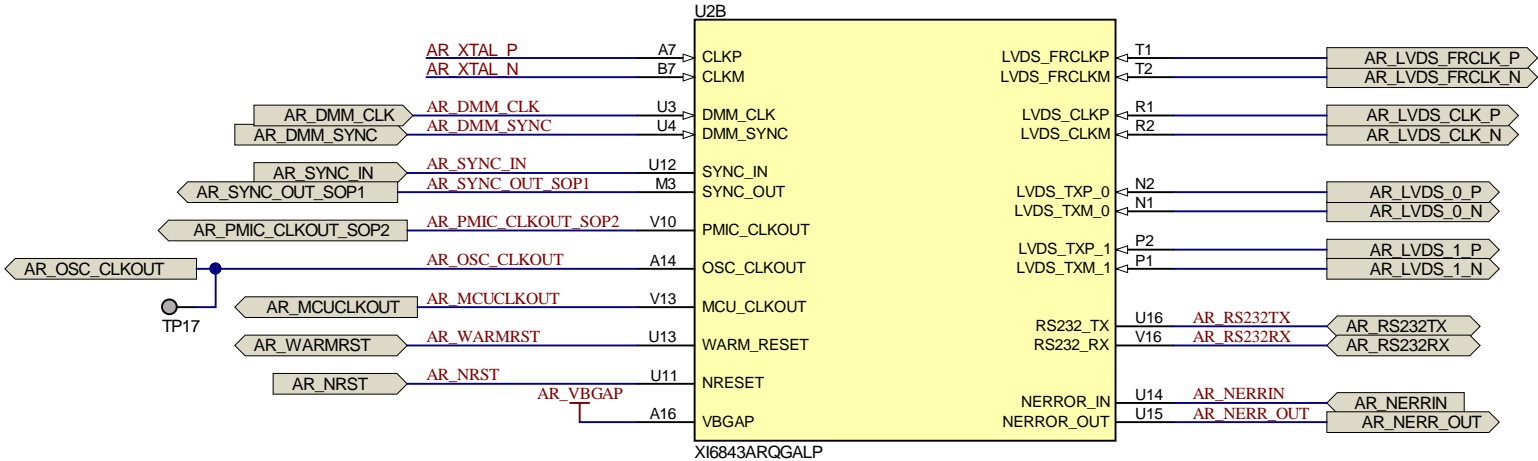 U2B
AR_XTAL_P A7 CLKP LVDS_FRCLKP T1 AR_LVDS_FRCLK_P
AR_XTAL_N B7 CLKM LVDS_FRCLKM T2 AR_LVDS_FRCLK_N
AR_DMM_CLK AR_DMM_CLK U3 DMM_CLK LVDS_CLKP R1 AR_LVDS_CLK_P
AR_DMM_SYNC AR_DMM_SYNC U4 DMM_SYNC LVDS_CLKM R2 AR_LVDS_CLK_N
AR_SYNC_IN AR_SYNC_IN U12 SYNC_IN
AR_SYNC_OUT_SOP1 AR_SYNC_OUT_SOP1 M3 SYNC_OUT LVDS_TXP_0 N2 AR_LVDS_0_P
LVDS_TXM_0 N1 AR_LVDS_0_N
AR_PMIC_CLKOUT_SOP2 AR_PMIC_CLKOUT_SOP2 V10 PMIC_CLKOUT
LVDS_TXP_1 P2 AR_LVDS_1_P
AR_OSC_CLKOUT AR_OSC_CLKOUT A14 OSC_CLKOUT LVDS_TXM_1 P1 AR_LVDS_1_N
AR_MCUCLKOUT AR_MCUCLKOUT V13 MCU_CLKOUT
TP17
RS232_TX U16 AR_RS232TX AR_RS232TX
AR_WARMRST AR_WARMRST U13 WARM_RESET RS232_RX V16 AR_RS232RX AR_RS232RX
AR_NRST AR_NRST U11 NRESET
AR_VBGAP
NERROR_IN U14 AR_NERRIN AR_NERRIN
A16 VBGAP NERROR_OUT U15 AR_NERR_OUT AR_NERR_OUT
XI6843ARQGALP